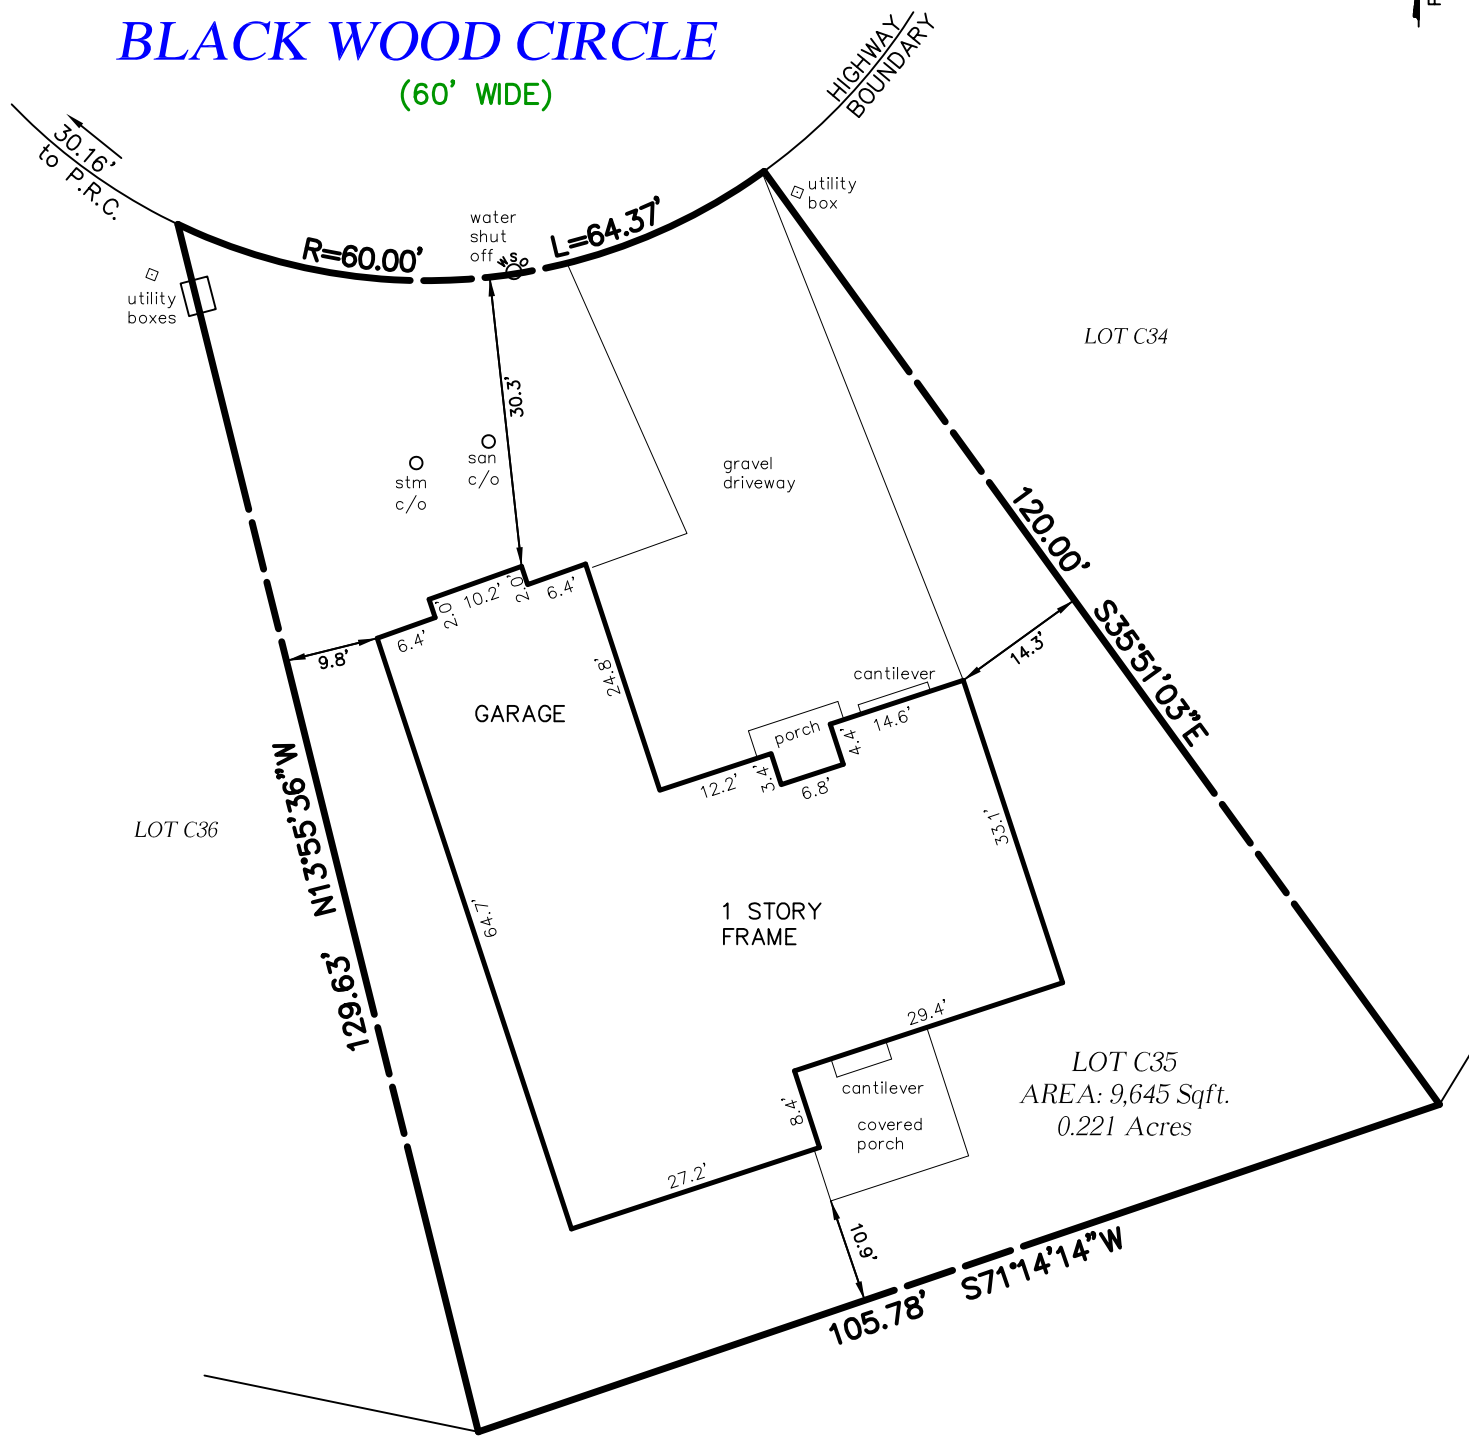 BLACK WOOD CIRCLE
(60' WIDE)
HIGHWAY
BOUNDARY
30.16'
to P.R.C.
utility
box
water
shut
off
WSO
R=60.00'
L=64.37'
utility
boxes
LOT C34
30.3'
san
c/o
stm
c/o
gravel
driveway
120.00'
S35°51'03"E
10.2'
2.0'
6.4'
2.0'
6.4'
9.8'
14.3'
24.8'
cantilever
GARAGE
14.6'
porch
4.4'
3.4'
12.2'
6.8'
33.1'
N13°55'36"W
129.63'
LOT C36
64.7'
1 STORY
FRAME
29.4'
LOT C35
AREA: 9,645 Sqft.
0.221 Acres
cantilever
8.4'
covered
porch
27.2'
10.9'
S71°14'14"W
105.78'